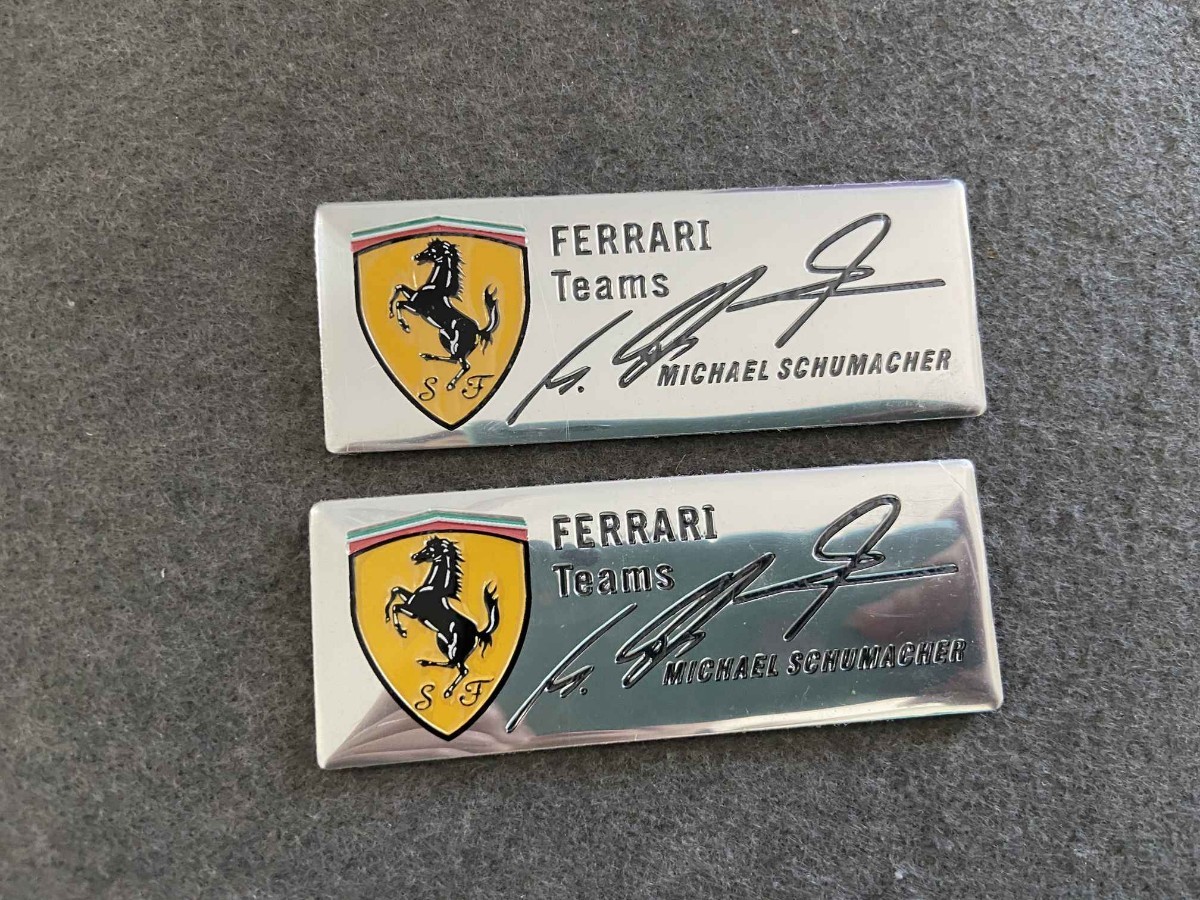 FERRARI
Teams
MICHAEL SCHUMACHER
S F
FERRARI
Teams
MICHAEL SCHUMACHER
S F